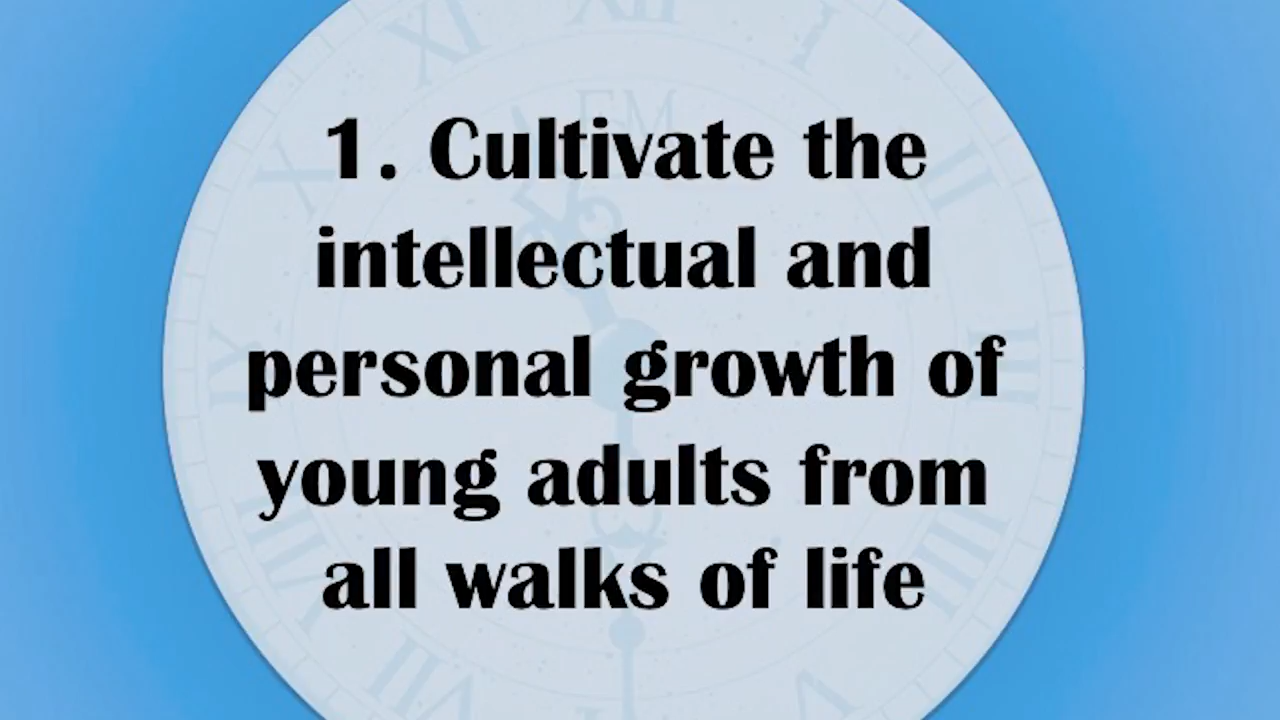 1. Cultivate the
intellectual and
personal growth of
young adults from
all walks of life